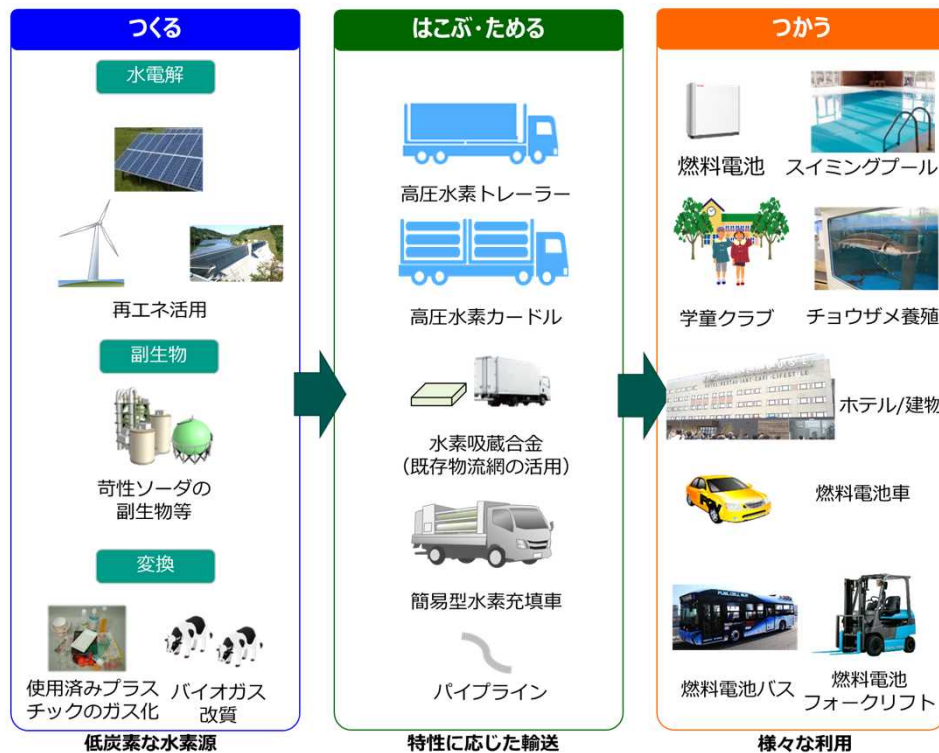 つくる
水電解
再エネ活用
副生物
苛性ソーダの
副生物等
変換
使用済みプラス
チックのガス化
バイオガス
改質
低炭素な水素源
はこぶ・ためる
高圧水素トレーラー
高圧水素カードル
水素吸蔵合金
(既存物流網の活用)
簡易型水素充填車
パイプライン
特性に応じた輸送
つかう
燃料電池
スイミングプール
学童クラブ
チョウザメ養殖
ホテル/建物
燃料電池車
FUEL CELL BUS
燃料電池バス
燃料電池
フォークリフト
様々な利用